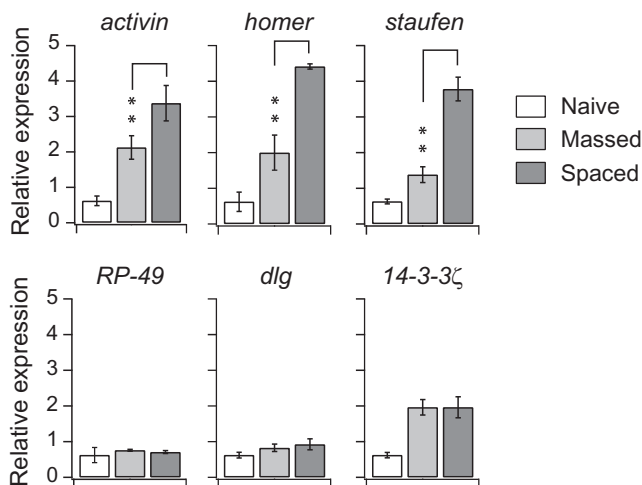 activin homer staufen
Relative expression
5
4
3
2
1
0
**
**
**
Naive
Massed
Spaced
RP-49 dlg 14-3-3ζ
Relative expression
5
4
3
2
1
0